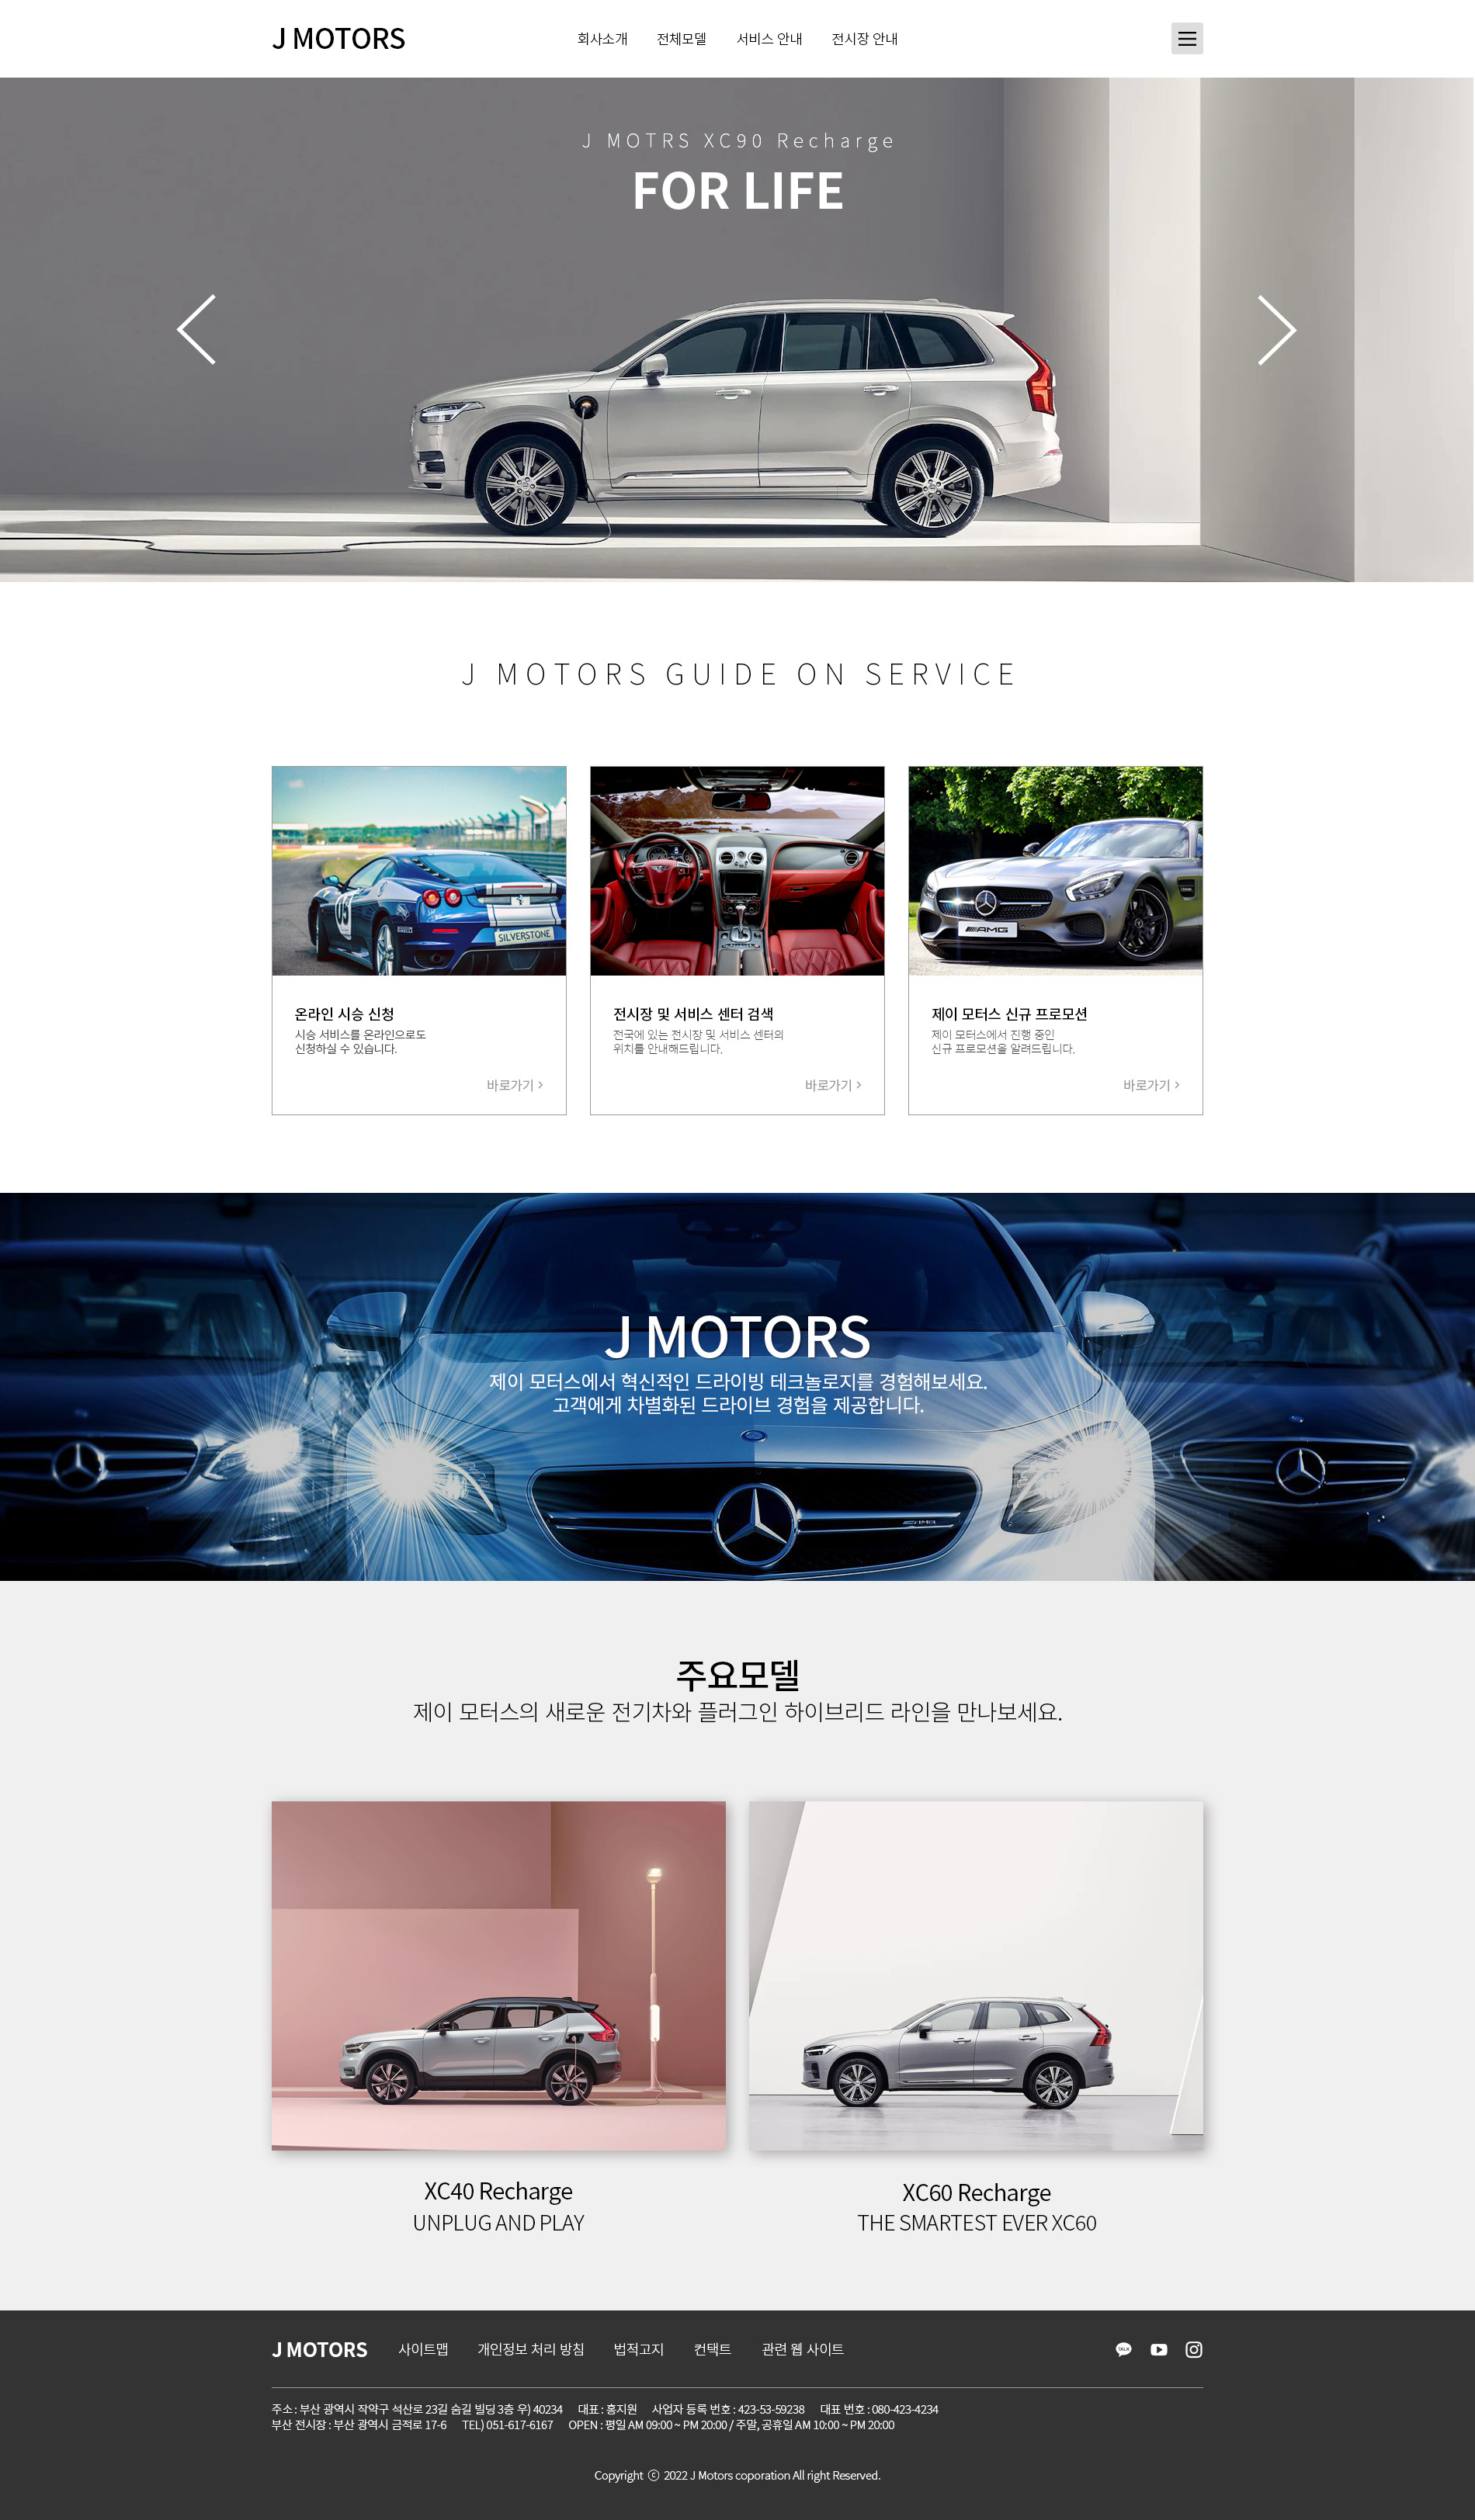 J MOTORS
회사소개 전체모델 서비스 안내 전시장 안내
J MOTRS XC90 Recharge
FOR LIFE
J MOTORS GUIDE ON SERVICE
05
SILVERSTONE
AMG
온라인 시승 신청
시승 서비스를 온라인으로도
신청하실 수 있습니다.
바로가기 >
전시장 및 서비스 센터 검색
전국에 있는 전시장 및 서비스 센터의
위치를 안내해드립니다.
바로가기 >
제이 모터스 신규 프로모션
제이 모터스에서 진행 중인
신규 프로모션을 알려드립니다.
바로가기 >
J MOTORS
제이 모터스에서 혁신적인 드라이빙 테크놀로지를 경험해보세요.
고객에게 차별화된 드라이브 경험을 제공합니다.
AMG
주요모델
제이 모터스의 새로운 전기차와 플러그인 하이브리드 라인을 만나보세요.
XC40 Recharge
UNPLUG AND PLAY
XC60 Recharge
THE SMARTEST EVER XC60
J MOTORS 사이트맵 개인정보 처리 방침 법적고지 컨택트 관련 웹 사이트
TALK
주소 : 부산 광역시 작약구 석산로 23길 숨길 빌딩 3층 우) 40234 대표 : 홍지원 사업자 등록 번호 : 423-53-59238 대표 번호 : 080-423-4234
부산 전시장 : 부산 광역시 금적로 17-6 TEL) 051-617-6167 OPEN : 평일 AM 09:00 ~ PM 20:00 / 주말, 공휴일 AM 10:00 ~ PM 20:00
Copyright ⓒ 2022 J Motors coporation All right Reserved.